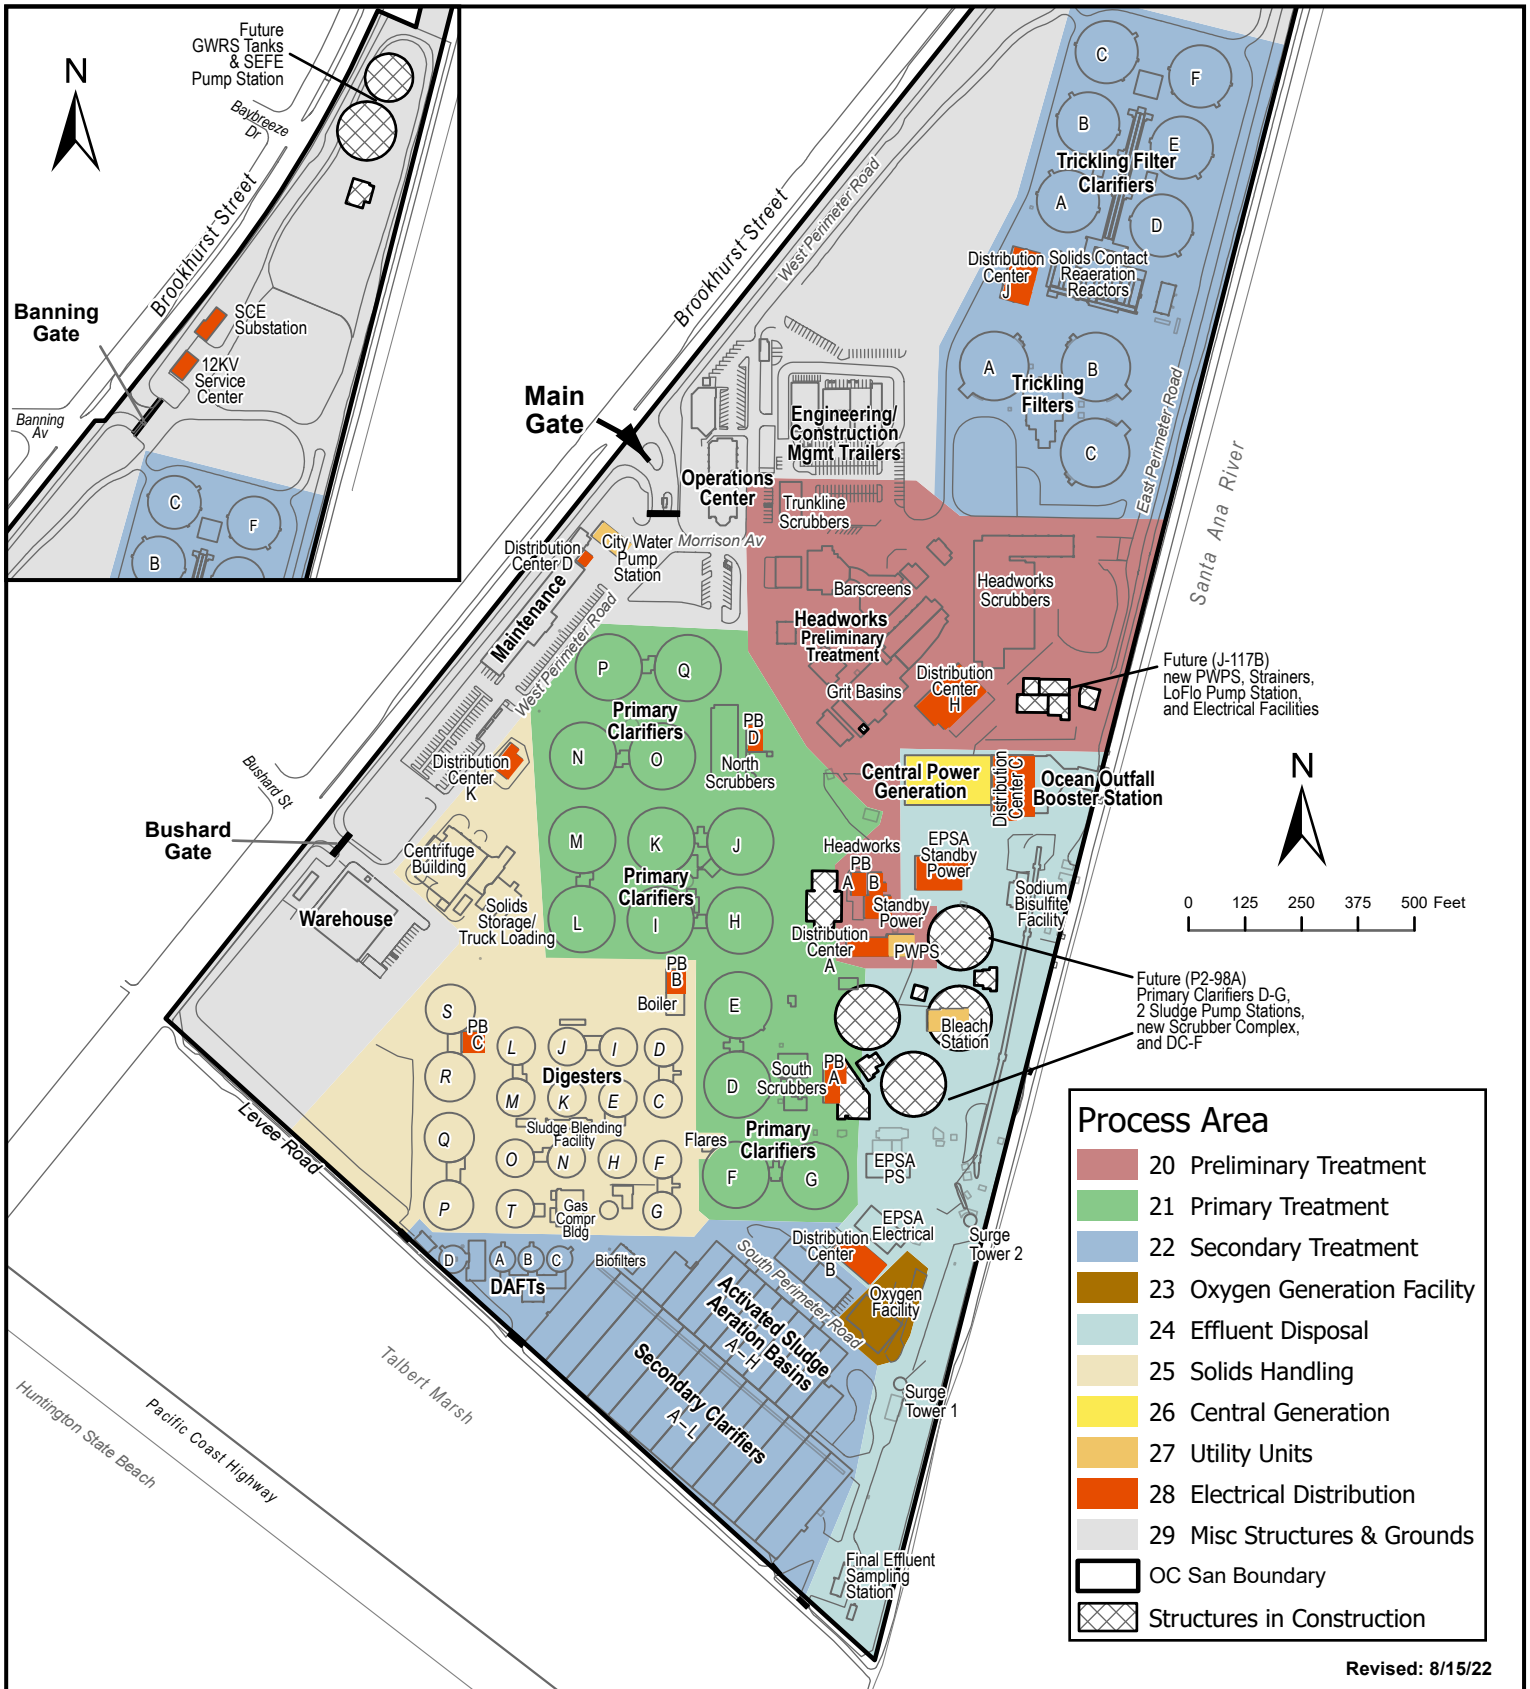 Future
GWRS Tanks
& SEFE
Pump Station
N
Baybreeze
Dr
Brookhurst Street
Banning
Gate
SCE
Substation
12KV
Service
Center
Banning
Av
C
F
B
Brookhurst Street
West Perimeter Road
C
F
B
E
Trickling Filter
Clarifiers
A
D
Distribution
Center
J
Solids Contact
Reaeration
Reactors
A
B
Trickling
Filters
C
East Perimeter Road
Santa Ana River
Main
Gate
Engineering/
Construction
Mgmt Trailers
Operations
Center
Trunkline
Scrubbers
Morrison Av
City Water
Pump
Station
Distribution
Center D
Maintenance
West Perimeter Road
Barscreens
Headworks
Scrubbers
Headworks
Preliminary
Treatment
Grit Basins
Distribution
Center
H
Future (J-117B)
new PWPS, Strainers,
LoFlo Pump Station,
and Electrical Facilities
P
Q
Primary
Clarifiers
PB
D
N
O
North
Scrubbers
Distribution
Center
K
Bushard St
Bushard
Gate
Central Power
Generation
Distribution
Center C
Ocean Outfall
Booster Station
N
0 125 250 375 500 Feet
M
K
J
Primary
Clarifiers
L
I
H
Centrifuge
Building
Solids
Storage/
Truck Loading
Warehouse
Headworks
PB
A
B
EPSA
Standby
Power
Standby
Power
Distribution
Center
A
PWPS
Sodium
Bisulfite
Facility
Future (P2-98A)
Primary Clarifiers D-G,
2 Sludge Pump Stations,
new Scrubber Complex,
and DC-F
PB
B
Boiler
E
Bleach
Station
S
PB
C
L
J
I
D
R
Digesters
M
K
E
C
Sludge Blending
Facility
Q
O
N
H
F
P
T
Gas
Compr
Bldg
G
D
South
Scrubbers
PB
A
Primary
Clarifiers
Flares
F
G
EPSA
PS
EPSA
Electrical
Surge
Tower 2
Distribution
Center
B
Oxygen
Facility
South Perimeter Road
Levee Road
D
A
B
C
DAFTs
Biofilters
Activated Sludge
Aeration Basins
A–H
Secondary Clarifiers
A–L
Surge
Tower 1
Final Effluent
Sampling
Station
Talbert Marsh
Pacific Coast Highway
Huntington State Beach
Process Area
20 Preliminary Treatment
21 Primary Treatment
22 Secondary Treatment
23 Oxygen Generation Facility
24 Effluent Disposal
25 Solids Handling
26 Central Generation
27 Utility Units
28 Electrical Distribution
29 Misc Structures & Grounds
OC San Boundary
Structures in Construction
Revised: 8/15/22